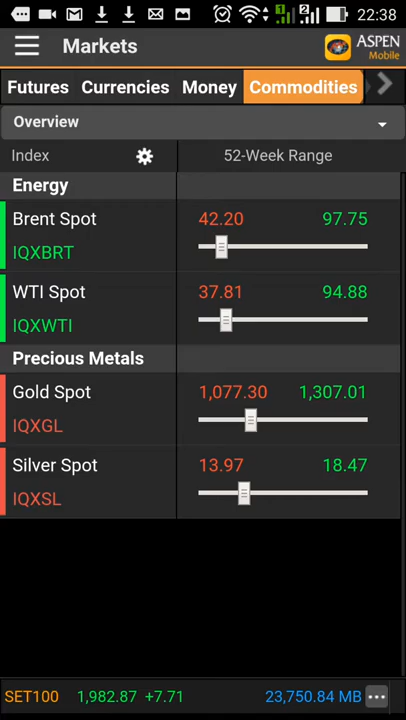 22:38
Markets
ASPEN
Mobile
Futures Currencies Money Commodities
Overview
Index 52-Week Range
Energy
Brent Spot 42.20 97.75
IQXBRT
WTI Spot 37.81 94.88
IQXWTI
Precious Metals
Gold Spot 1,077.30 1,307.01
IQXGL
Silver Spot 13.97 18.47
IQXSL
SET100 1,982.87 +7.71 23,750.84 MB